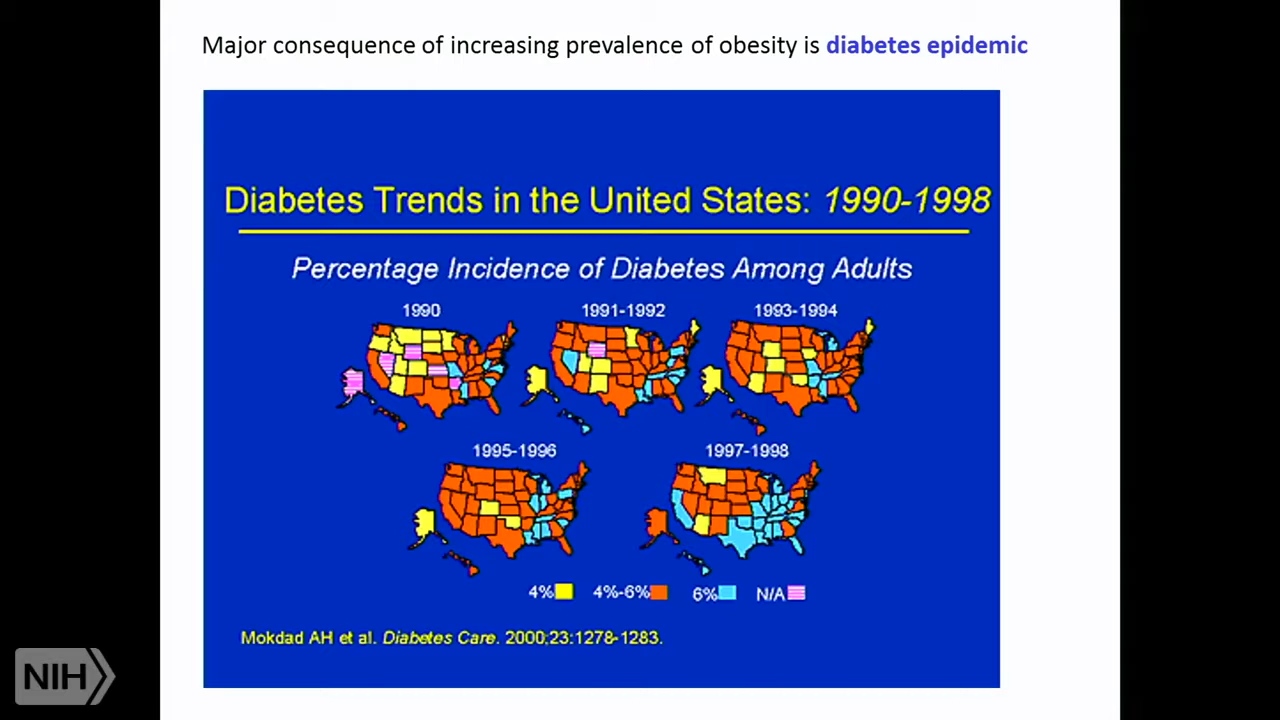 Major consequence of increasing prevalence of obesity is diabetes epidemic
Diabetes Trends in the United States: 1990-1998
Percentage Incidence of Diabetes Among Adults
1990
1991-1992
1993-1994
1995-1996
1997-1998
4% 4%-6% 6% N/A
Mokdad AH et al. Diabetes Care. 2000;23:1278-1283.
NIH